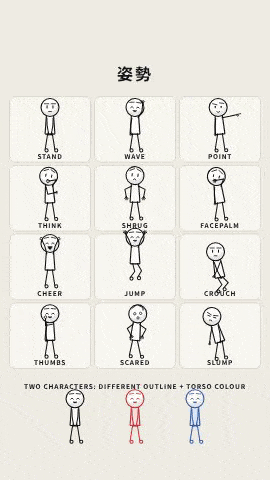 姿勢
STAND
WAVE
POINT
THINK
SHRUG
FACEPALM
CHEER
JUMP
CROUCH
THUMBS
SCARED
SLUMP
TWO CHARACTERS: DIFFERENT OUTLINE + TORSO COLOUR